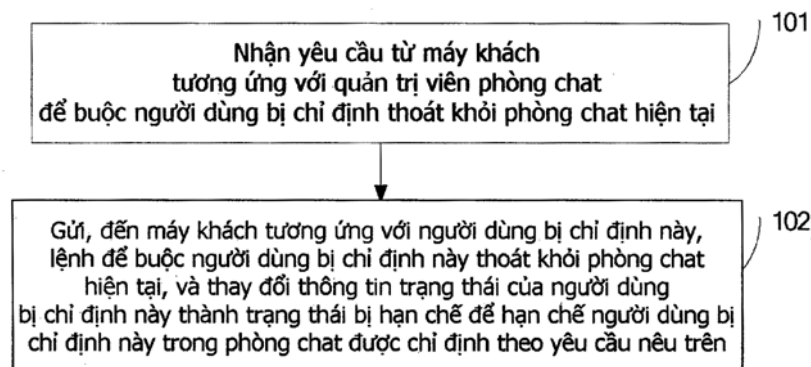 101
Nhận yêu cầu từ máy khách
tương ứng với quản trị viên phòng chat
để buộc người dùng bị chỉ định thoát khỏi phòng chat hiện tại
102
Gửi, đến máy khách tương ứng với người dùng bị chỉ định này,
lệnh để buộc người dùng bị chỉ định này thoát khỏi phòng chat
hiện tại, và thay đổi thông tin trạng thái của người dùng
bị chỉ định này thành trạng thái bị hạn chế để hạn chế người dùng bị
chỉ định này trong phòng chat được chỉ định theo yêu cầu nêu trên